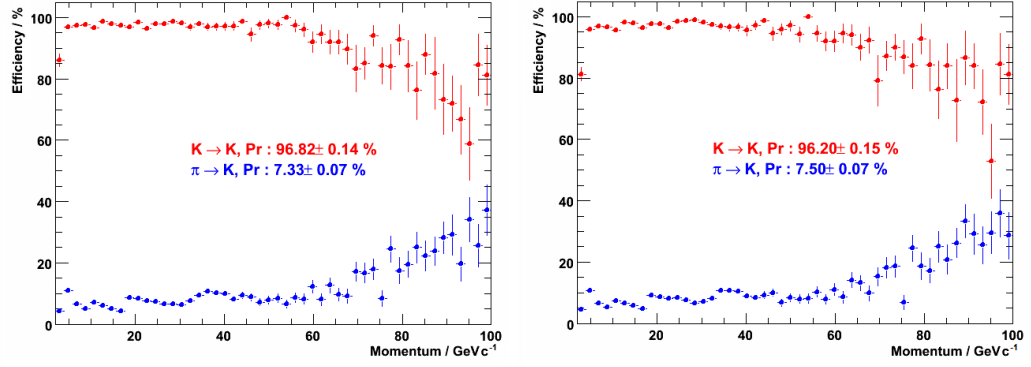 Efficiency / %
100
80
60
40
20
0
K → K, Pr : 96.82± 0.14 %
π → K, Pr : 7.33± 0.07 %
20 40 60 80 100
Momentum / GeVc⁻¹
Efficiency / %
100
80
60
40
20
0
K → K, Pr : 96.20± 0.15 %
π → K, Pr : 7.50± 0.07 %
20 40 60 80 100
Momentum / GeVc⁻¹